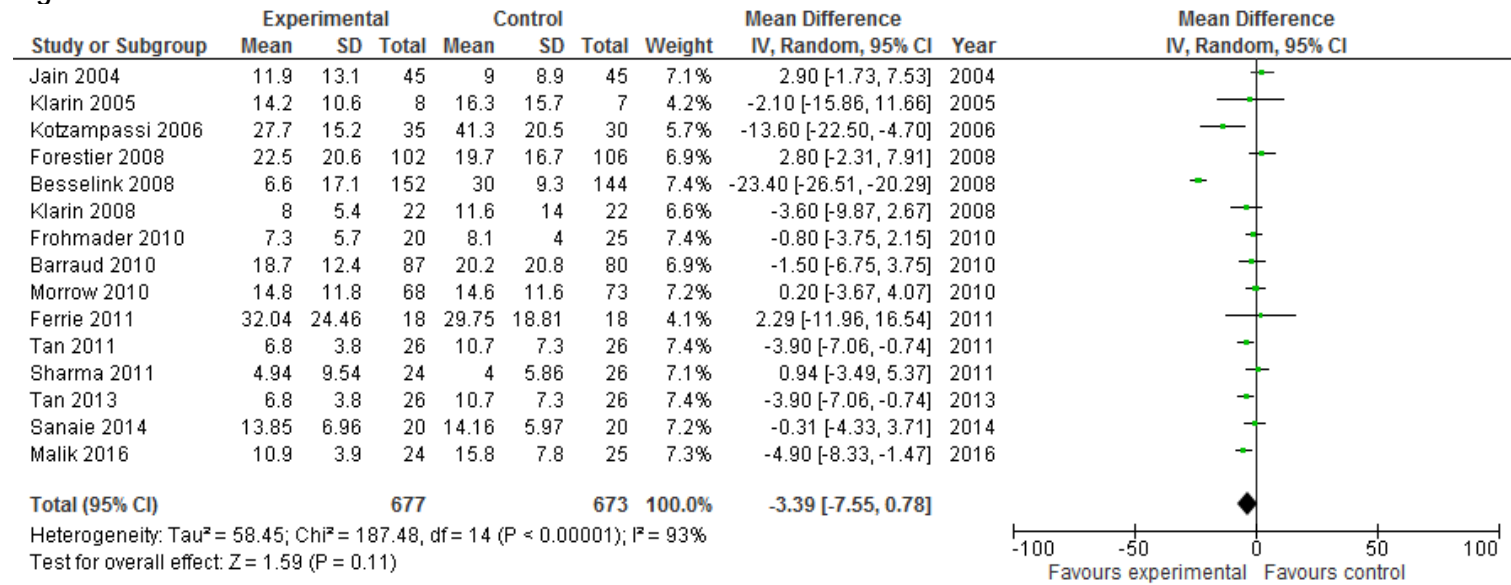 Experimental Control Mean Difference Mean Difference
Study or Subgroup Mean SD Total Mean SD Total Weight IV, Random, 95% CI Year IV, Random, 95% CI
Jain 2004 11.9 13.1 45 9 8.9 45 7.1% 2.90 [-1.73, 7.53] 2004
Klarin 2005 14.2 10.6 8 16.3 15.7 7 4.2% -2.10 [-15.86, 11.66] 2005
Kotzampassi 2006 27.7 15.2 35 41.3 20.5 30 5.7% -13.60 [-22.50, -4.70] 2006
Forestier 2008 22.5 20.6 102 19.7 16.7 106 6.9% 2.80 [-2.31, 7.91] 2008
Besselink 2008 6.6 17.1 152 30 9.3 144 7.4% -23.40 [-26.51, -20.29] 2008
Klarin 2008 8 5.4 22 11.6 14 22 6.6% -3.60 [-9.87, 2.67] 2008
Frohmader 2010 7.3 5.7 20 8.1 4 25 7.4% -0.80 [-3.75, 2.15] 2010
Barraud 2010 18.7 12.4 87 20.2 20.8 80 6.9% -1.50 [-6.75, 3.75] 2010
Morrow 2010 14.8 11.8 68 14.6 11.6 73 7.2% 0.20 [-3.67, 4.07] 2010
Ferrie 2011 32.04 24.46 18 29.75 18.81 18 4.1% 2.29 [-11.96, 16.54] 2011
Tan 2011 6.8 3.8 26 10.7 7.3 26 7.4% -3.90 [-7.06, -0.74] 2011
Sharma 2011 4.94 9.54 24 4 5.86 26 7.1% 0.94 [-3.49, 5.37] 2011
Tan 2013 6.8 3.8 26 10.7 7.3 26 7.4% -3.90 [-7.06, -0.74] 2013
Sanaie 2014 13.85 6.96 20 14.16 5.97 20 7.2% -0.31 [-4.33, 3.71] 2014
Malik 2016 10.9 3.9 24 15.8 7.8 25 7.3% -4.90 [-8.33, -1.47] 2016
Total (95% CI) 677 673 100.0% -3.39 [-7.55, 0.78]
Heterogeneity: Tau² = 58.45; Chi² = 187.48, df = 14 (P < 0.00001); I² = 93%
Test for overall effect: Z = 1.59 (P = 0.11)
-100 -50 0 50 100
Favours experimental Favours control